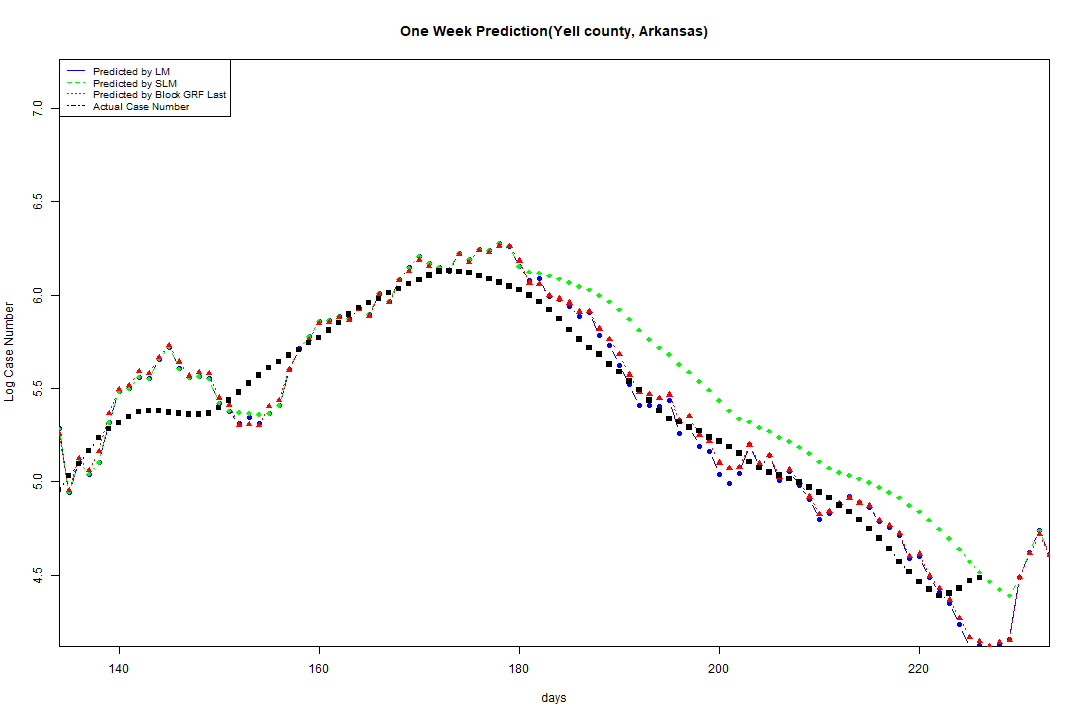 One Week Prediction(Yell county, Arkansas)
Predicted by LM
Predicted by SLM
Predicted by Block GRF Last
Actual Case Number
7.0
6.5
6.0
5.5
5.0
4.5
Log Case Number
140 160 180 200 220
days